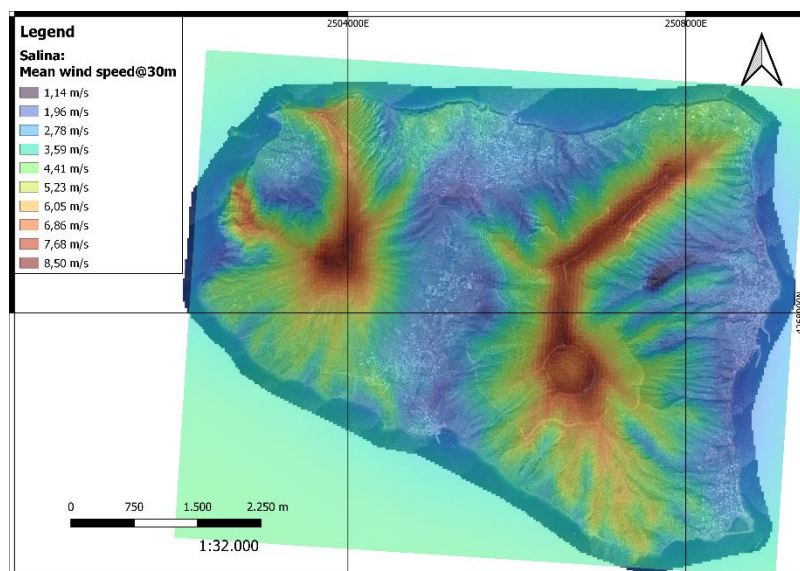 2504000E 2508000E
Legend
Salina:
Mean wind speed@30m
1,14 m/s
1,96 m/s
2,78 m/s
3,59 m/s
4,41 m/s
5,23 m/s
6,05 m/s
6,86 m/s
7,68 m/s
8,50 m/s
4268000N
0 750 1.500 2.250 m
1:32.000